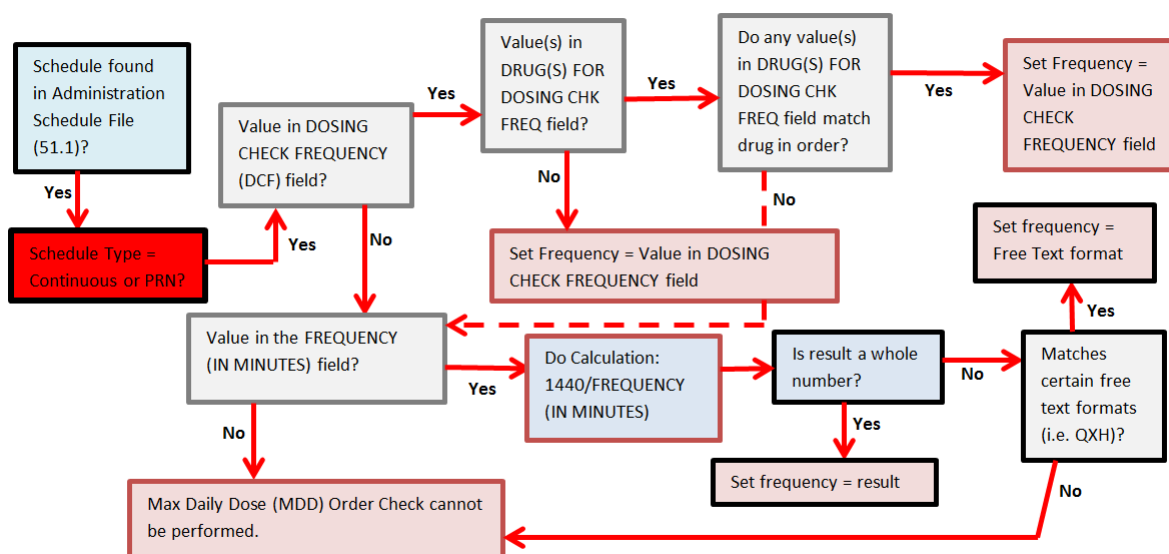 Schedule found
in Administration
Schedule File
(51.1)?
Yes
Schedule Type =
Continuous or PRN?
Yes
Value in DOSING
CHECK FREQUENCY
(DCF) field?
Yes
No
Value(s) in
DRUG(S) FOR
DOSING CHK
FREQ field?
Yes
No
Do any value(s)
in DRUG(S) FOR
DOSING CHK
FREQ field match
drug in order?
Yes
No
Set Frequency =
Value in DOSING
CHECK
FREQUENCY field
Set Frequency = Value in DOSING
CHECK FREQUENCY field
Value in the FREQUENCY
(IN MINUTES) field?
Yes
No
Do Calculation:
1440/FREQUENCY
(IN MINUTES)
Is result a whole
number?
No
Yes
Set frequency = result
Matches
certain free
text formats
(i.e. QXH)?
Yes
No
Set frequency =
Free Text format
Max Daily Dose (MDD) Order Check cannot
be performed.